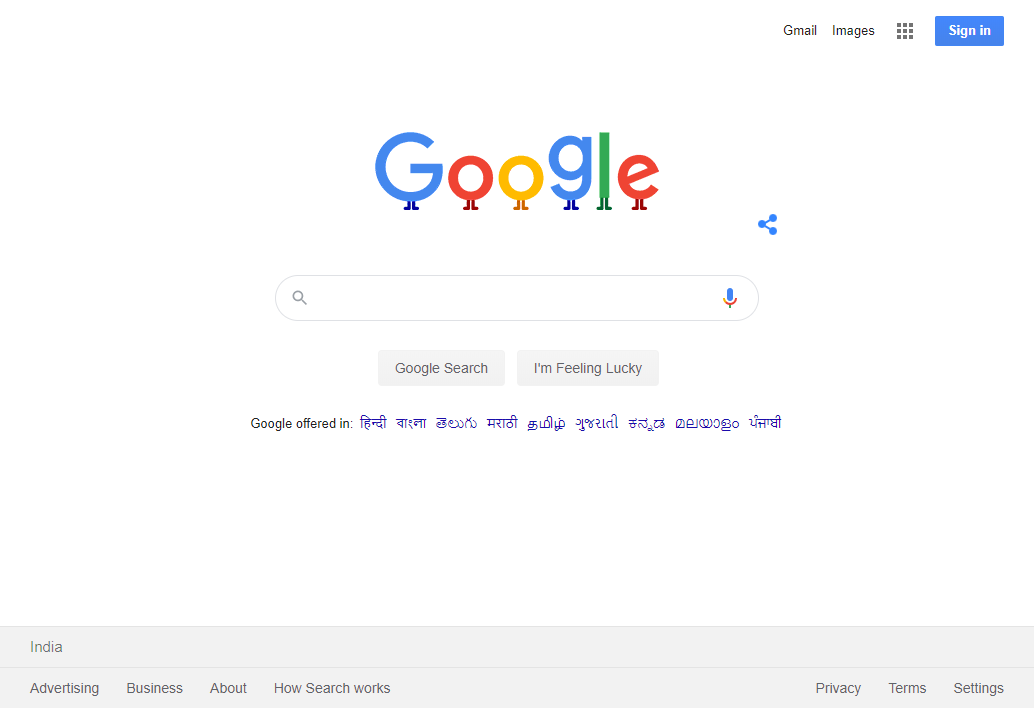 Gmail Images Sign in
Google
Google Search I'm Feeling Lucky
Google offered in: हिन्दी বাংলা తెలుగు मराठी தமிழ் ગુજરાતી ಕನ್ನಡ മലയാളം ਪੰਜਾਬੀ
India
Advertising Business About How Search works Privacy Terms Settings